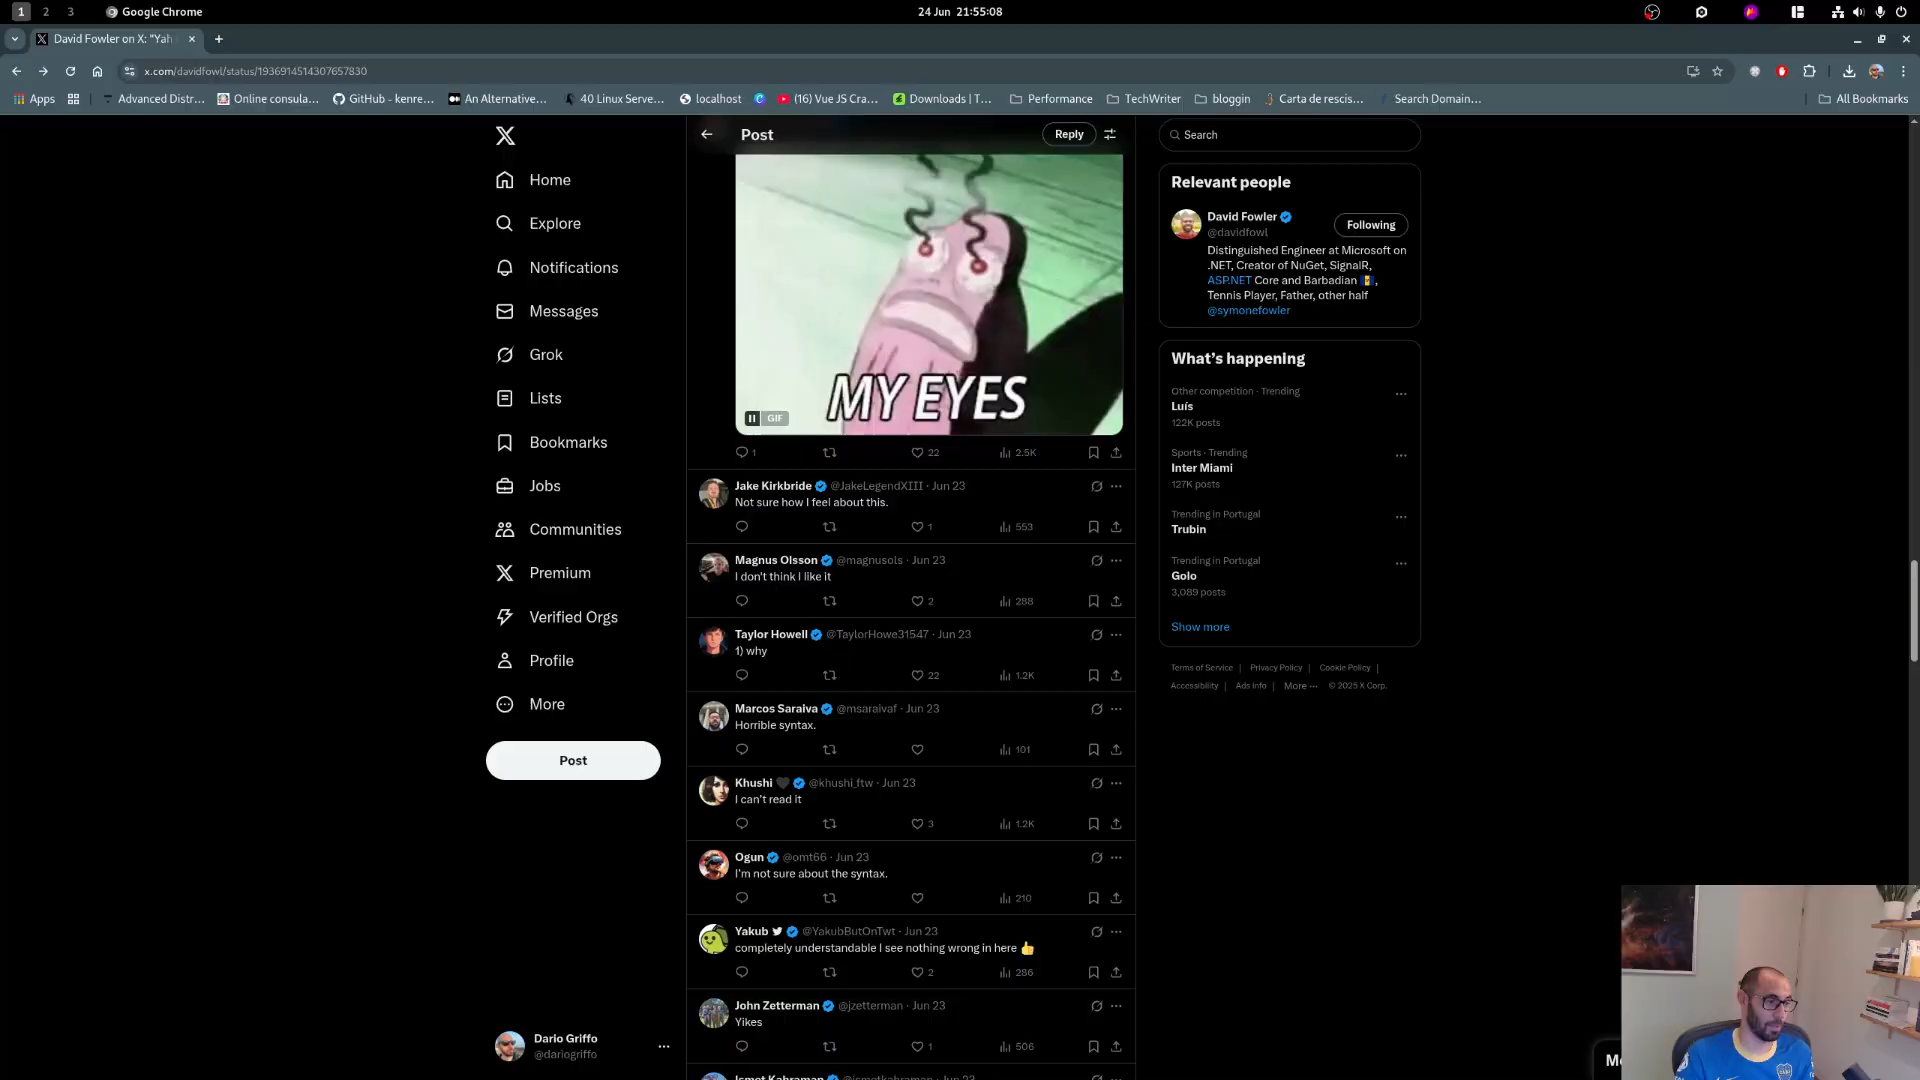 1 2 3 Google Chrome
24 Jun 21:55:08
David Fowler on X: "Yah
x.com/davidfowl/status/1936914514307657830
Apps
Advanced Distr...
Online consula...
GitHub - kenre...
An Alternative...
40 Linux Serve...
localhost
(16) Vue JS Cra...
Downloads | T...
Performance
TechWriter
bloggin
Carta de rescis...
Search Domain...
All Bookmarks
Home
Explore
Notifications
Messages
Grok
Lists
Bookmarks
Jobs
Communities
Premium
Verified Orgs
Profile
More
Post
Dario Griffo
@dariogriffo
Post
Reply
MY EYES
GIF
1 22 2.5K
Jake Kirkbride @JakeLegendXIII · Jun 23
Not sure how I feel about this.
1 553
Magnus Olsson @magnusols · Jun 23
I don't think I like it
2 288
Taylor Howell @TaylorHowe31547 · Jun 23
1) why
22 1.2K
Marcos Saraiva @msaraivaf · Jun 23
Horrible syntax.
101
Khushi 🖤 @khushi_ftw · Jun 23
I can't read it
3 1.2K
Ogun @omt66 · Jun 23
I'm not sure about the syntax.
210
Yakub @YakubButOnTwt · Jun 23
completely understandable I see nothing wrong in here 👍
2 286
John Zetterman @jzetterman · Jun 23
Yikes
1 506
Ismet Kahraman @ismetkahraman · Jun 23
Search
Relevant people
David Fowler
@davidfowl
Following
Distinguished Engineer at Microsoft on
.NET, Creator of NuGet, SignalR,
ASP.NET Core and Barbadian 🇧🇧,
Tennis Player, Father, other half
@symonefowler
What's happening
Other competition · Trending
Luís
122K posts
Sports · Trending
Inter Miami
127K posts
Trending in Portugal
Trubin
Trending in Portugal
Golo
3,089 posts
Show more
Terms of Service | Privacy Policy | Cookie Policy |
Accessibility | Ads info | More ··· © 2025 X Corp.